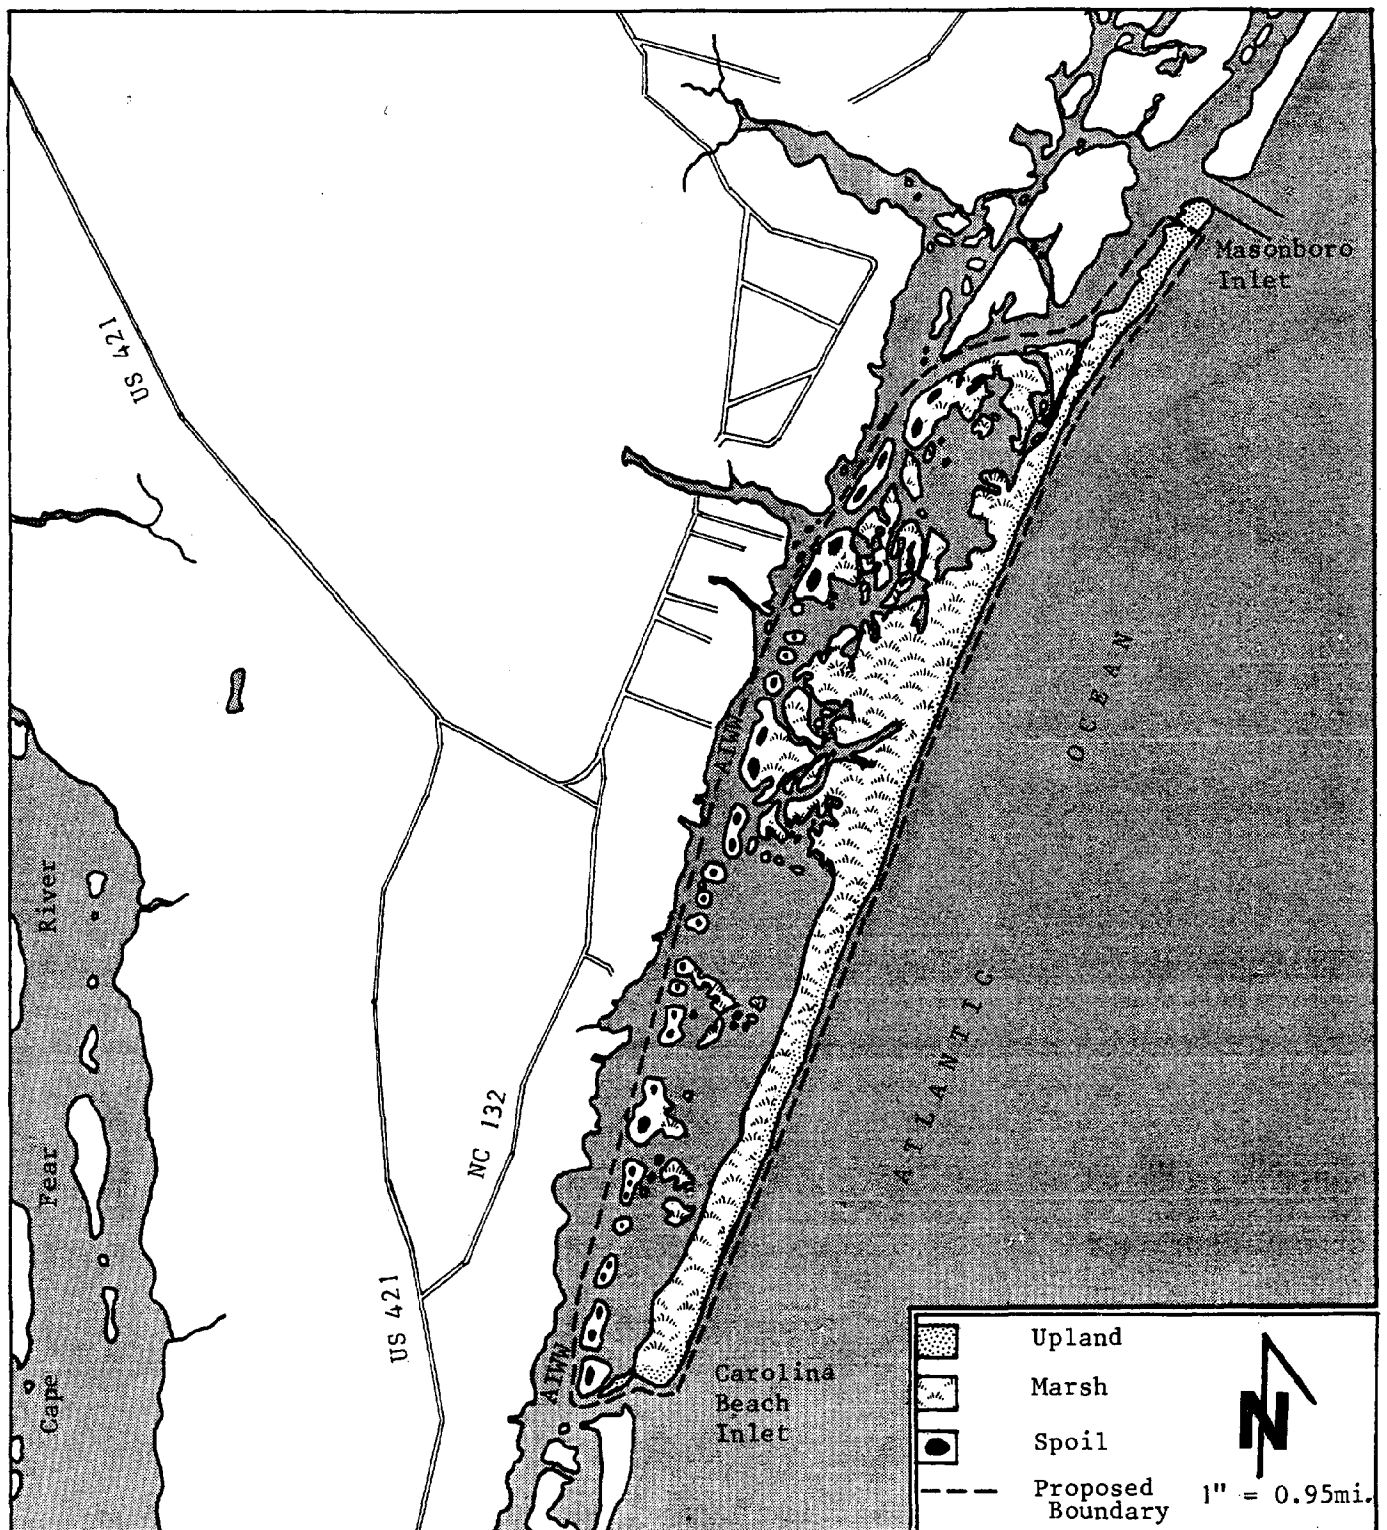 Masonboro
Inlet
US 421
OCEAN
AIWW
River
ATLANTIC
NC 132
Fear
US 421
AIWW
Cape
Carolina
Beach
Inlet
Upland
Marsh
Spoil
Proposed
Boundary
N
1" = 0.95mi.